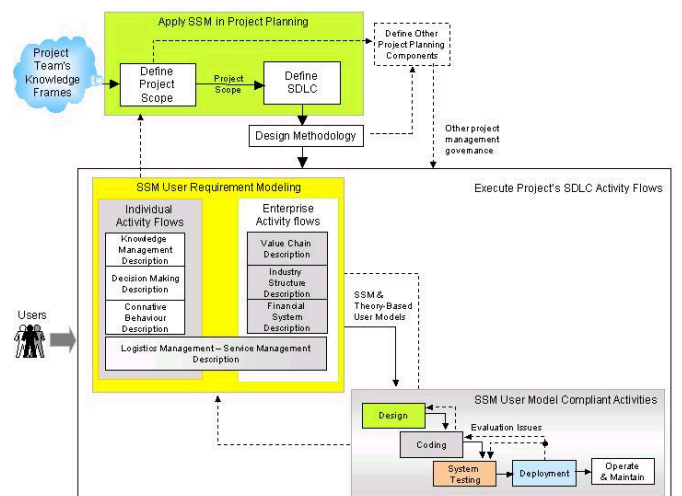 Apply SSM in Project Planning
Project
Team's
Knowledge
Frames
Define
Project
Scope
Project
Scope
Define
SDLC
Define Other
Project Planning
Components
Design Methodology
Other project
management
governance
SSM User Requirement Modeling
Execute Project's SDLC Activity Flows
Individual
Activity Flows
Knowledge
Management
Description
Decision Making
Description
Connative
Behaviour
Description
Enterprise
Activity flows
Value Chain
Description
Industry
Structure
Description
Financial
System
Description
Logistics Management – Service Management
Description
Users
SSM &
Theory-Based
User Models
SSM User Model Compliant Activities
Design
Evaluation Issues
Coding
System
Testing
Deployment
Operate
& Maintain